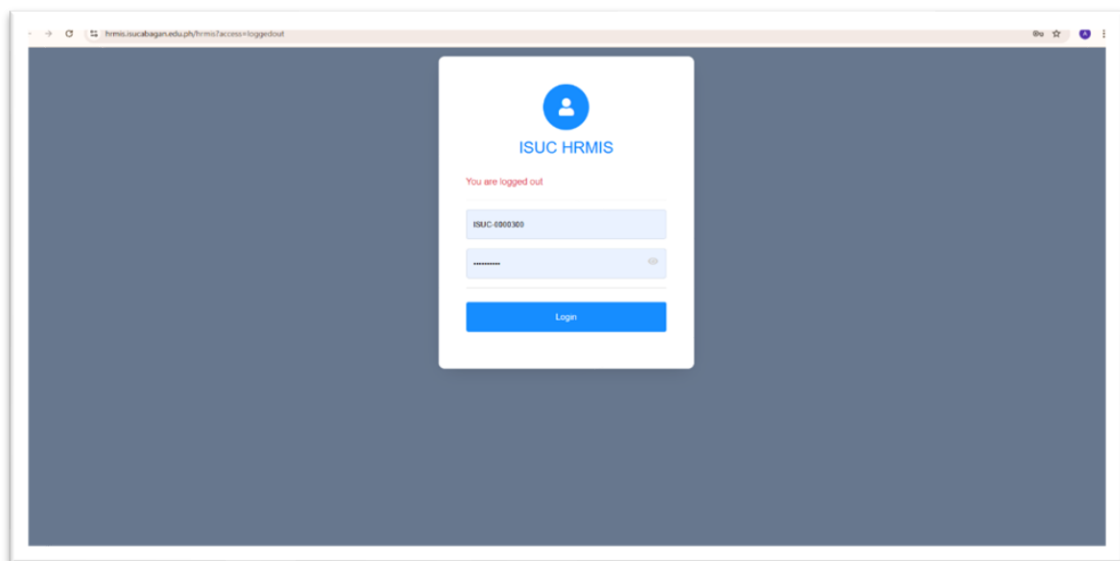 hrmis.isucabagan.edu.ph/hrmis?access=loggedout
ISUC HRMIS
You are logged out
ISUC-0000300
Login